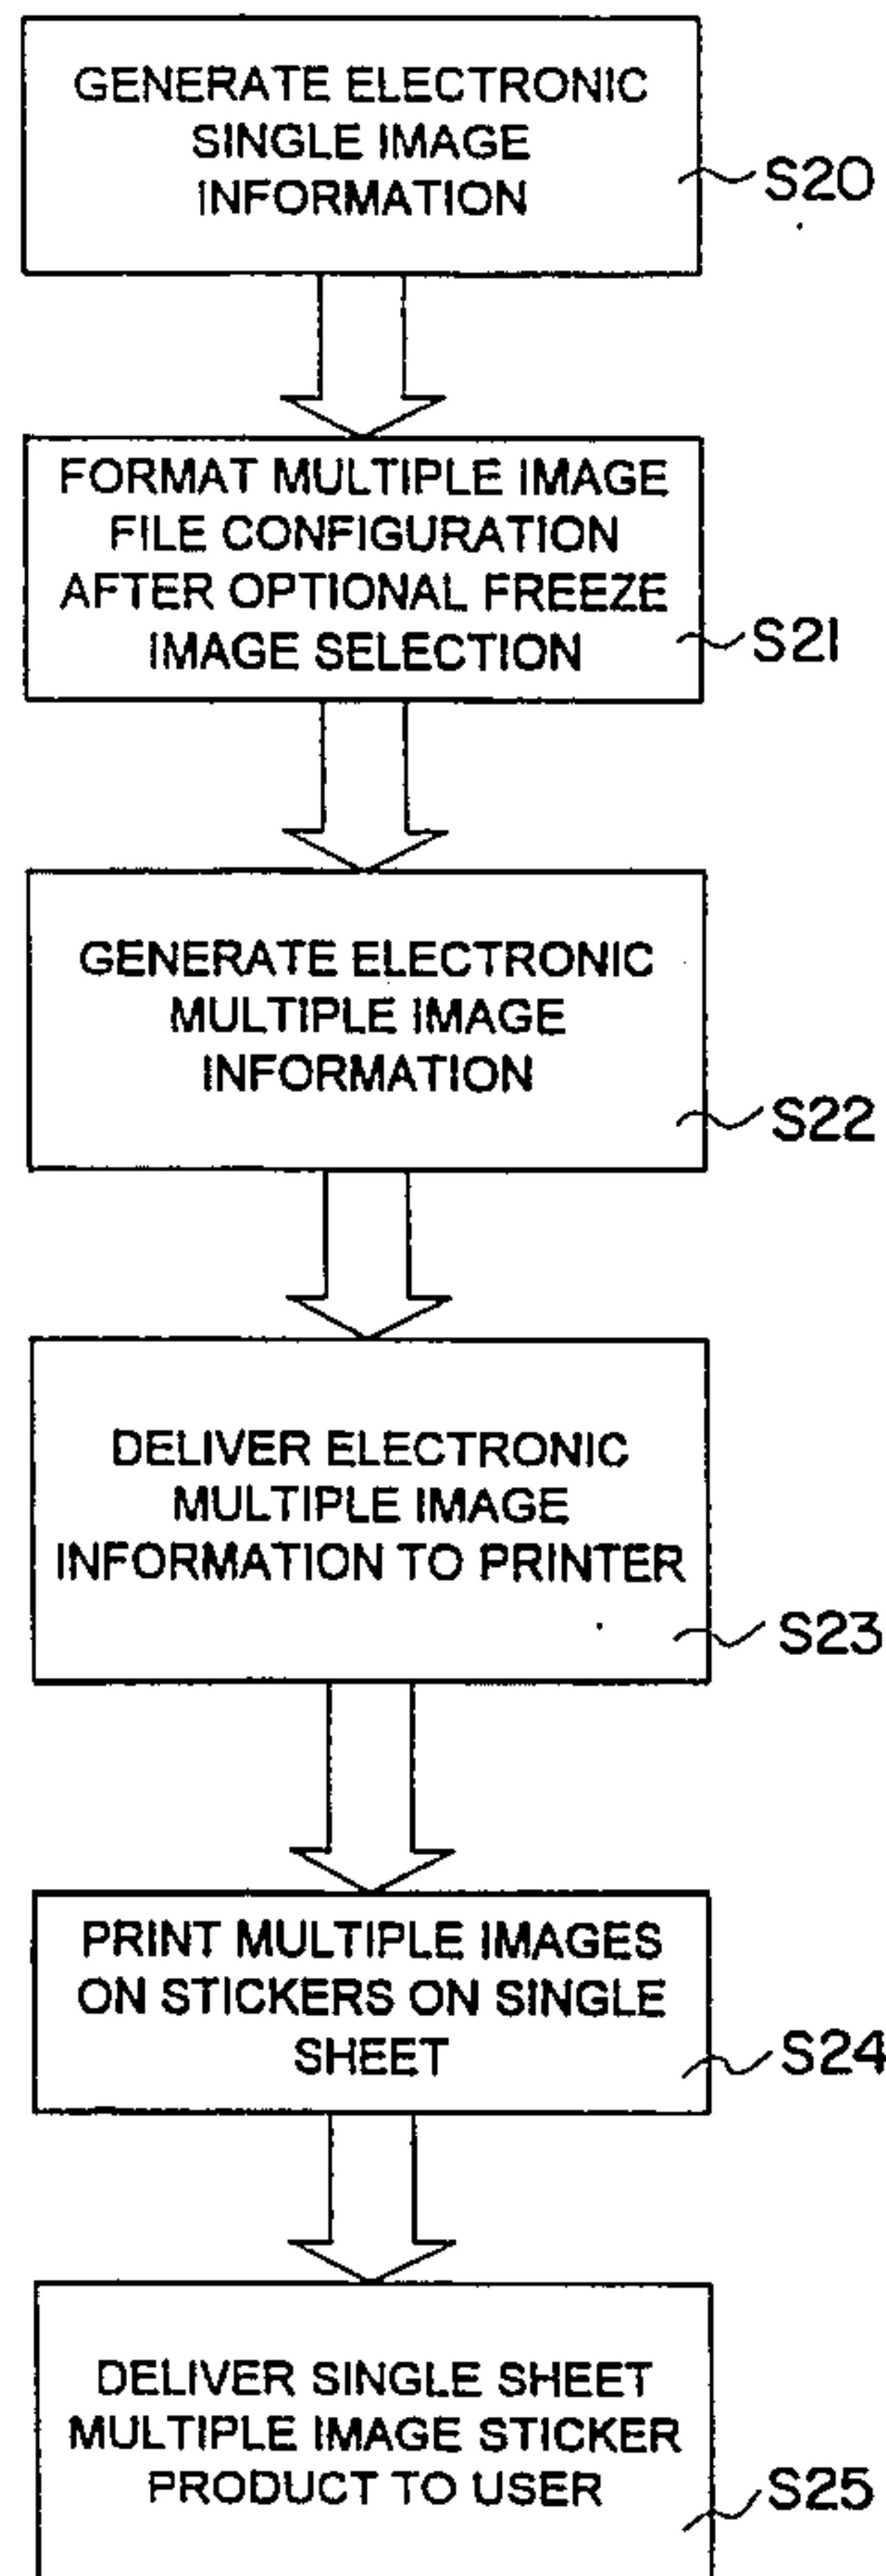 GENERATE ELECTRONIC
SINGLE IMAGE
INFORMATION
S20
FORMAT MULTIPLE IMAGE
FILE CONFIGURATION
AFTER OPTIONAL FREEZE
IMAGE SELECTION
S21
GENERATE ELECTRONIC
MULTIPLE IMAGE
INFORMATION
S22
DELIVER ELECTRONIC
MULTIPLE IMAGE
INFORMATION TO PRINTER
S23
PRINT MULTIPLE IMAGES
ON STICKERS ON SINGLE
SHEET
S24
DELIVER SINGLE SHEET
MULTIPLE IMAGE STICKER
PRODUCT TO USER
S25